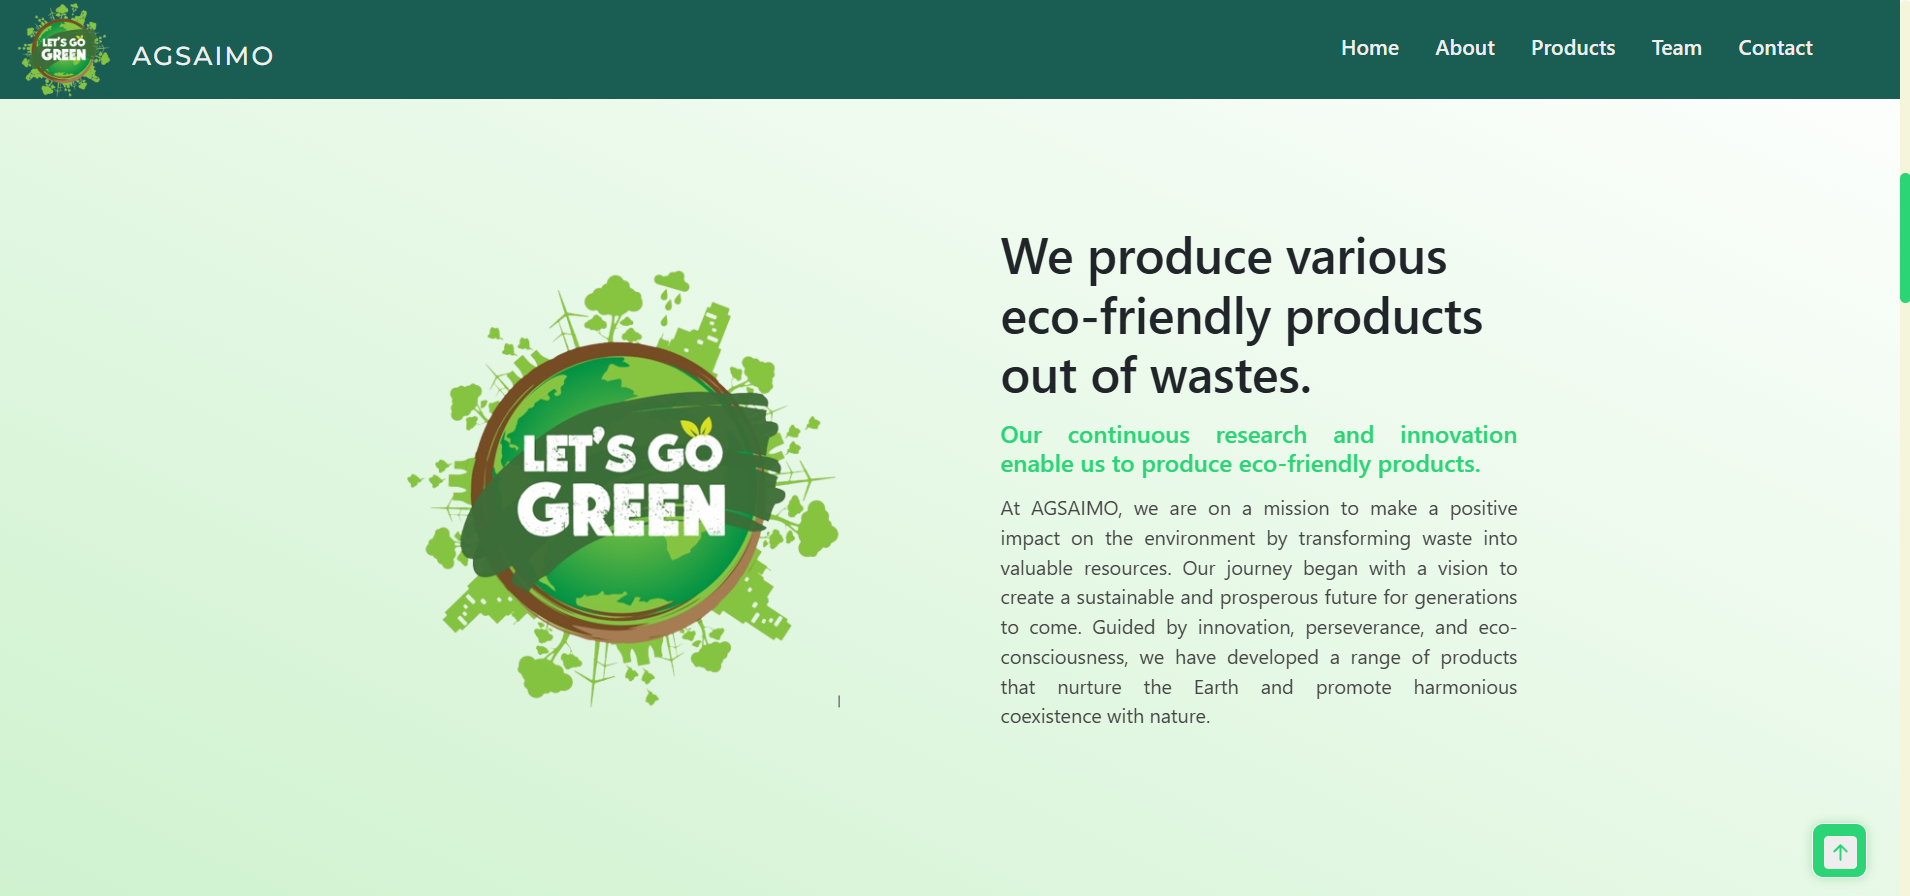 LET'S GO
GREEN
AGSAIMO
Home About Products Team Contact
LET'S GO
GREEN
We produce various
eco-friendly products
out of wastes.
Our continuous research and innovation
enable us to produce eco-friendly products.
At AGSAIMO, we are on a mission to make a positive
impact on the environment by transforming waste into
valuable resources. Our journey began with a vision to
create a sustainable and prosperous future for generations
to come. Guided by innovation, perseverance, and eco-
consciousness, we have developed a range of products
that nurture the Earth and promote harmonious
coexistence with nature.